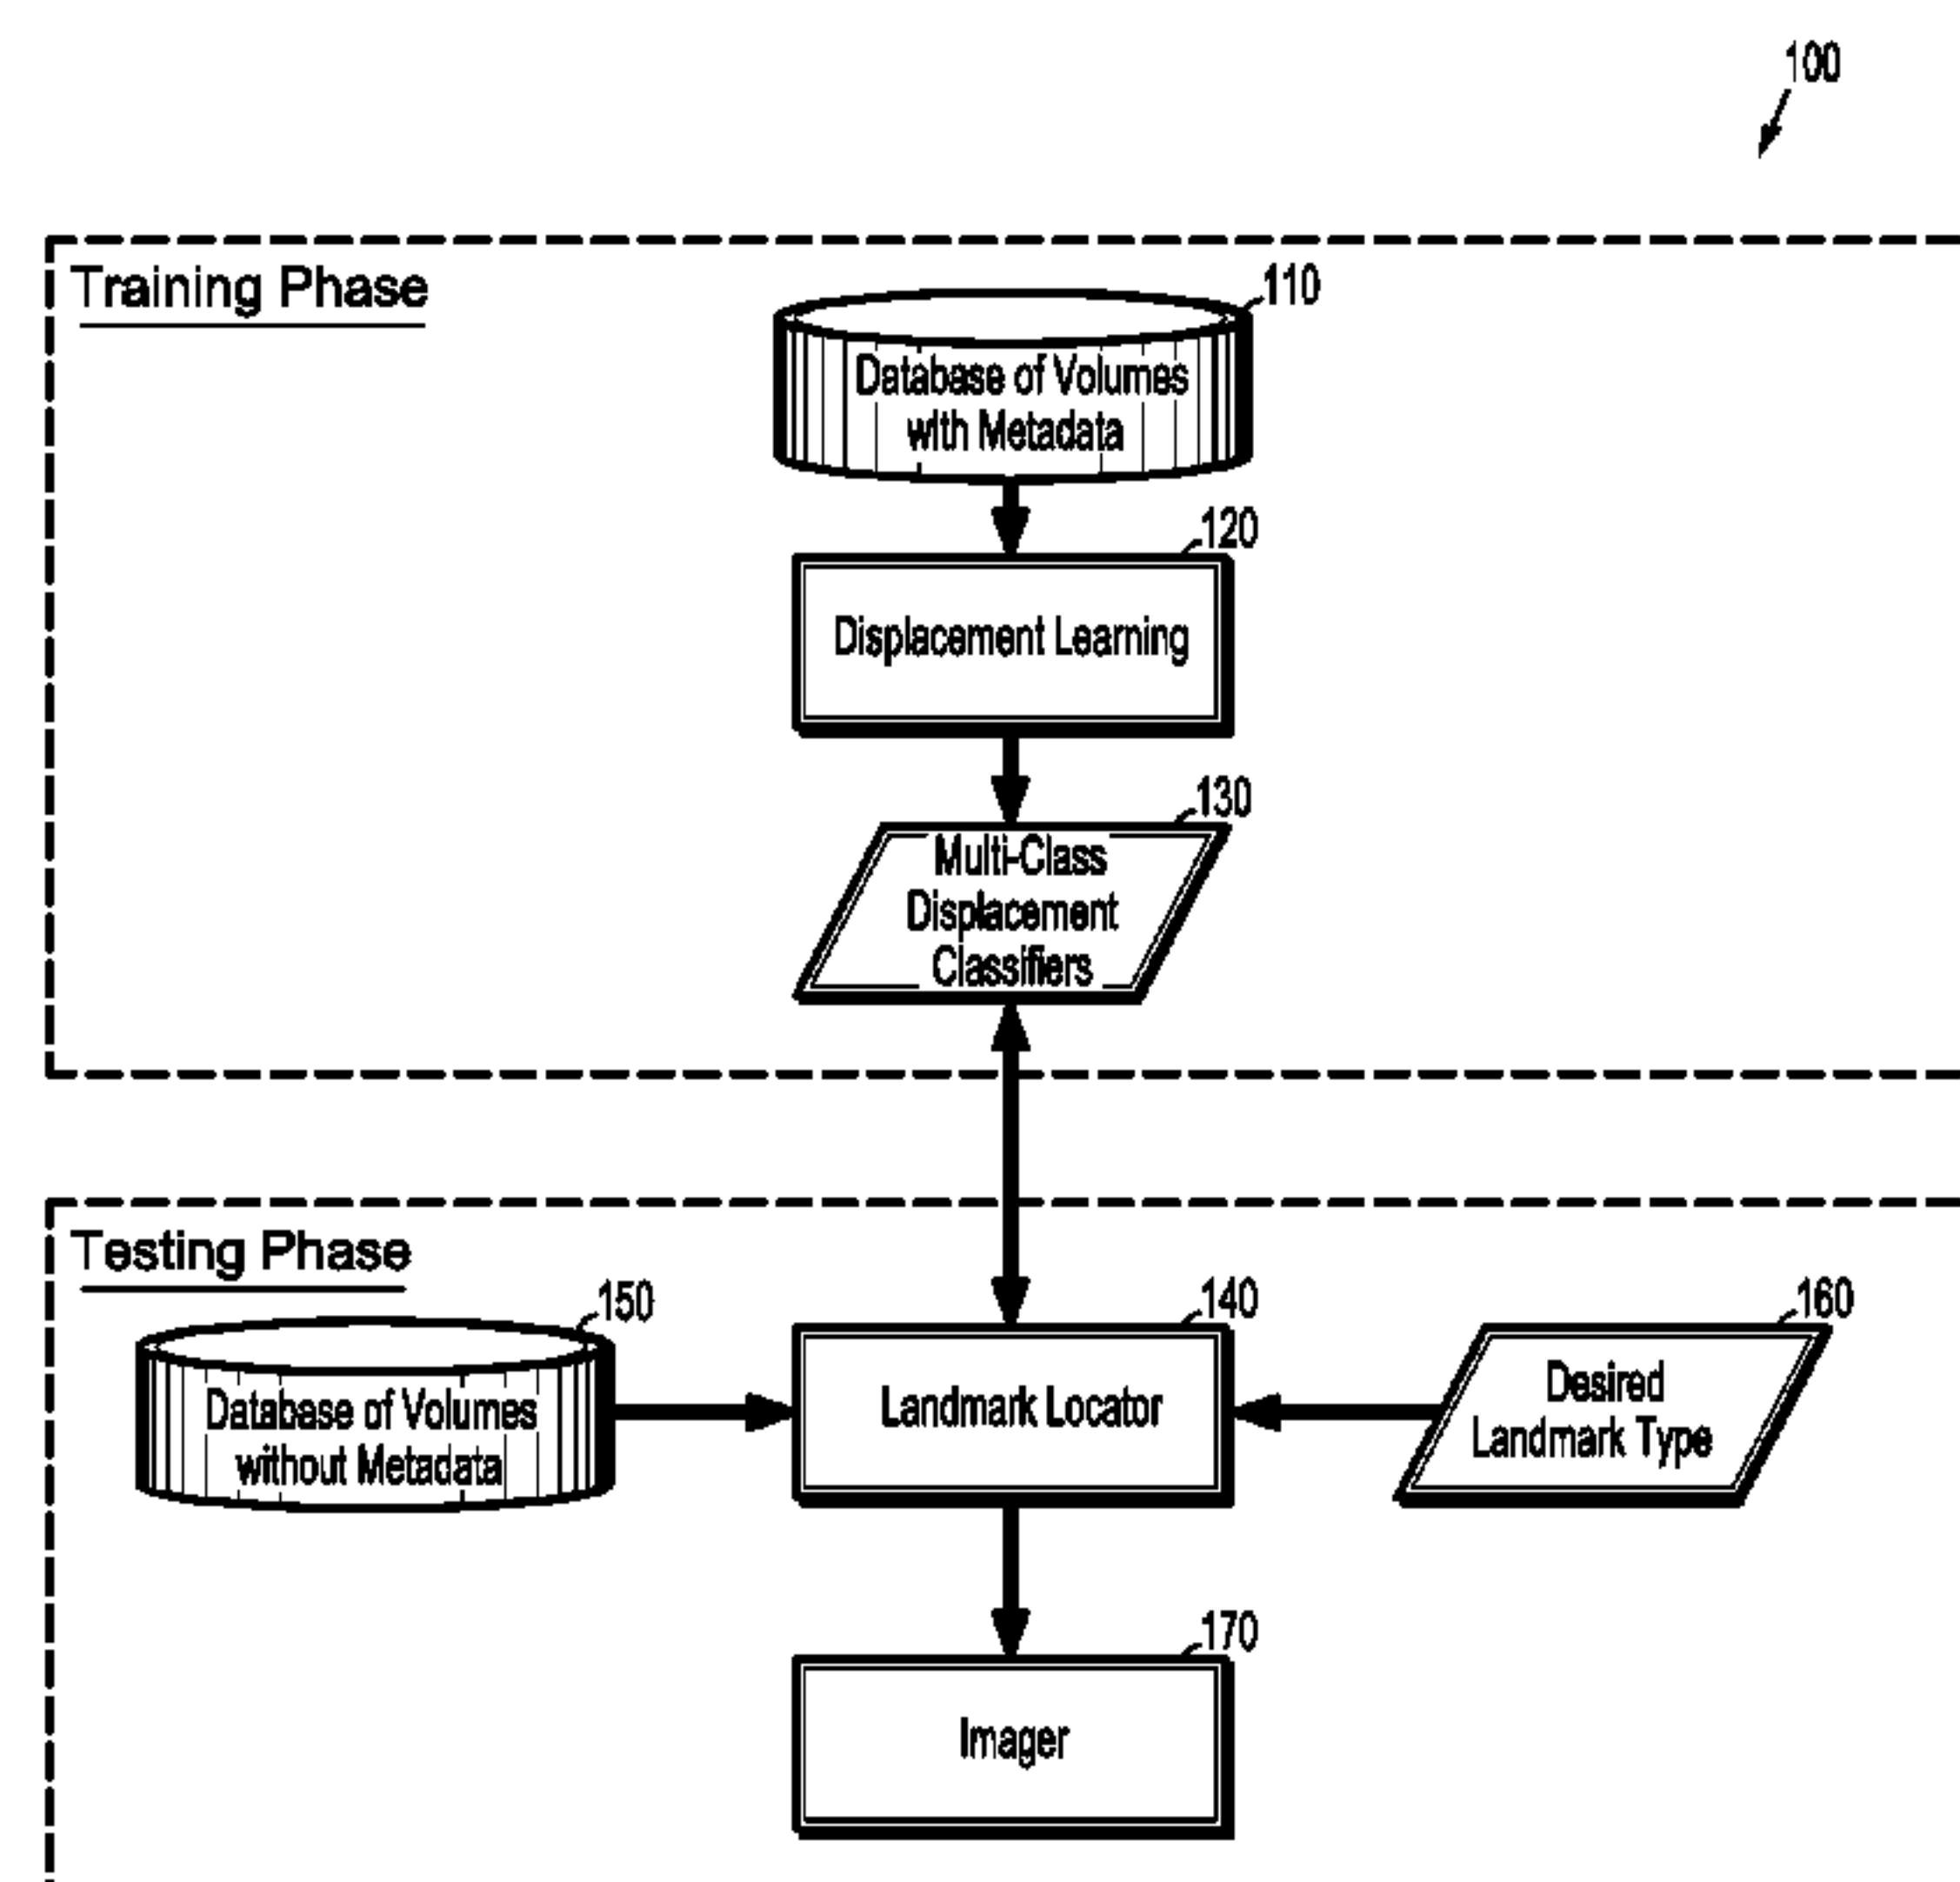 100
Training Phase
110
Database of Volumes
with Metadata
120
Displacement Learning
130
Multi-Class
Displacement
Classifiers
Testing Phase
150
Database of Volumes
without Metadata
140
Landmark Locator
160
Desired
Landmark Type
170
Imager